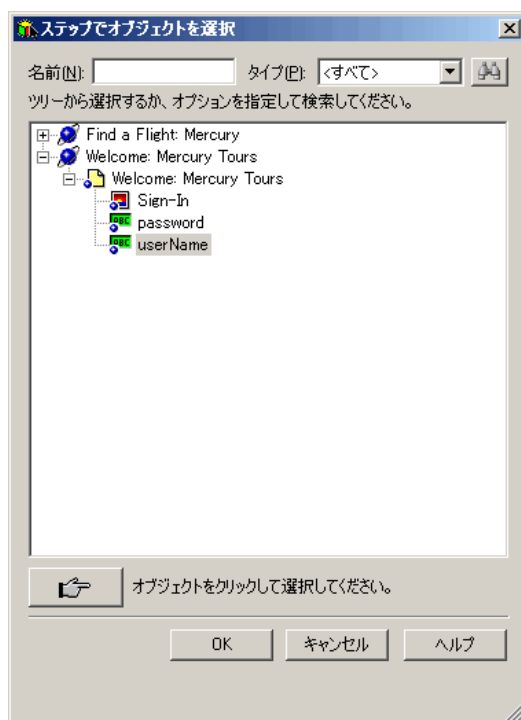 ステップでオブジェクトを選択
名前(N): タイプ(P): <すべて>
ツリーから選択するか、オプションを指定して検索してください。
Find a Flight: Mercury
Welcome: Mercury Tours
Welcome: Mercury Tours
Sign-In
ABC password
ABC userName
オブジェクトをクリックして選択してください。
OK キャンセル ヘルプ